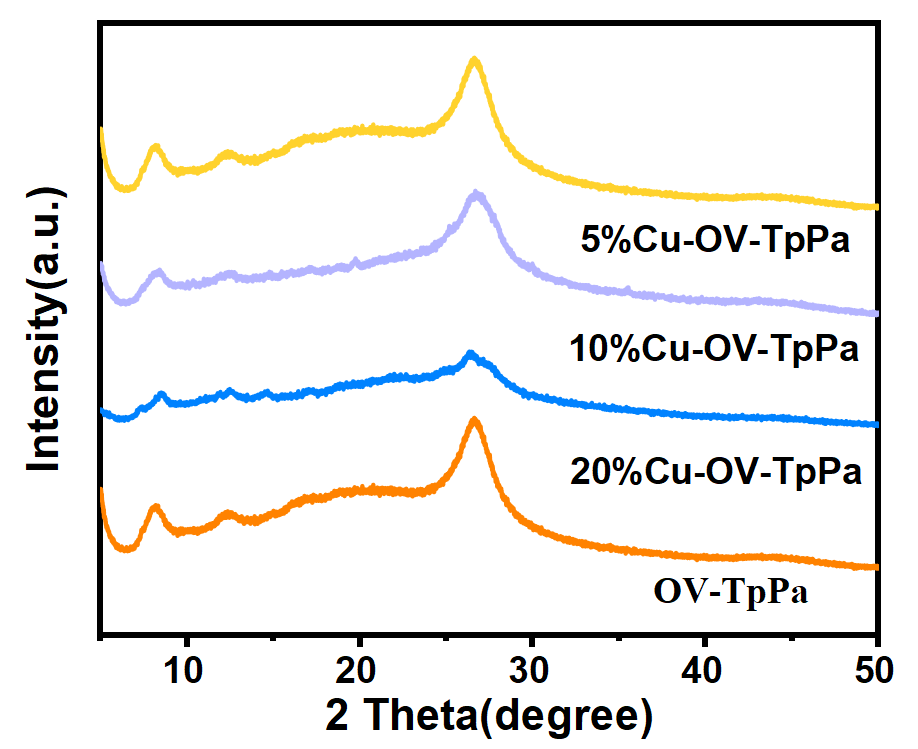 5%Cu-OV-TpPa
10%Cu-OV-TpPa
20%Cu-OV-TpPa
OV-TpPa
Intensity(a.u.)
10 20 30 40 50
2 Theta(degree)